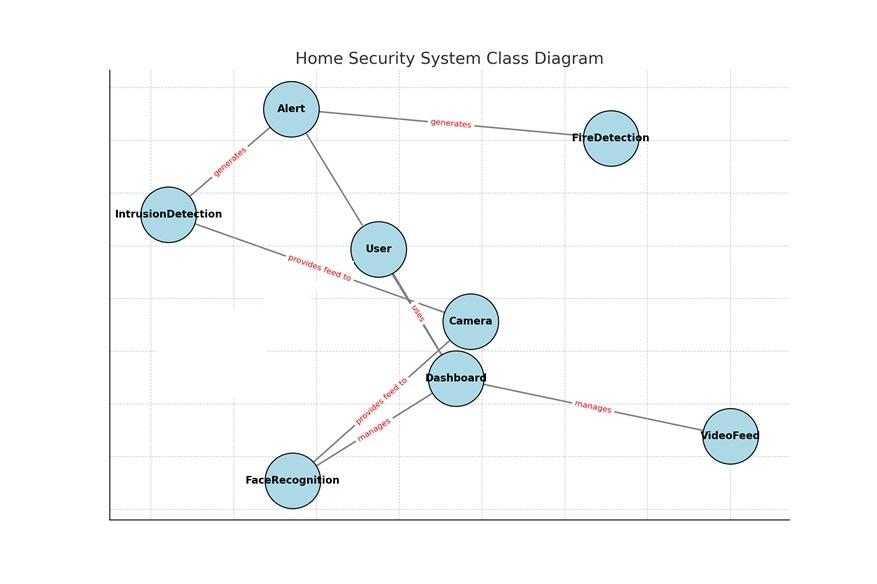 Home Security System Class Diagram
Alert
generates
FireDetection
generates
IntrusionDetection
User
provides feed to
uses
Camera
Dashboard
provides feed to
manages
manages
VideoFeed
FaceRecognition